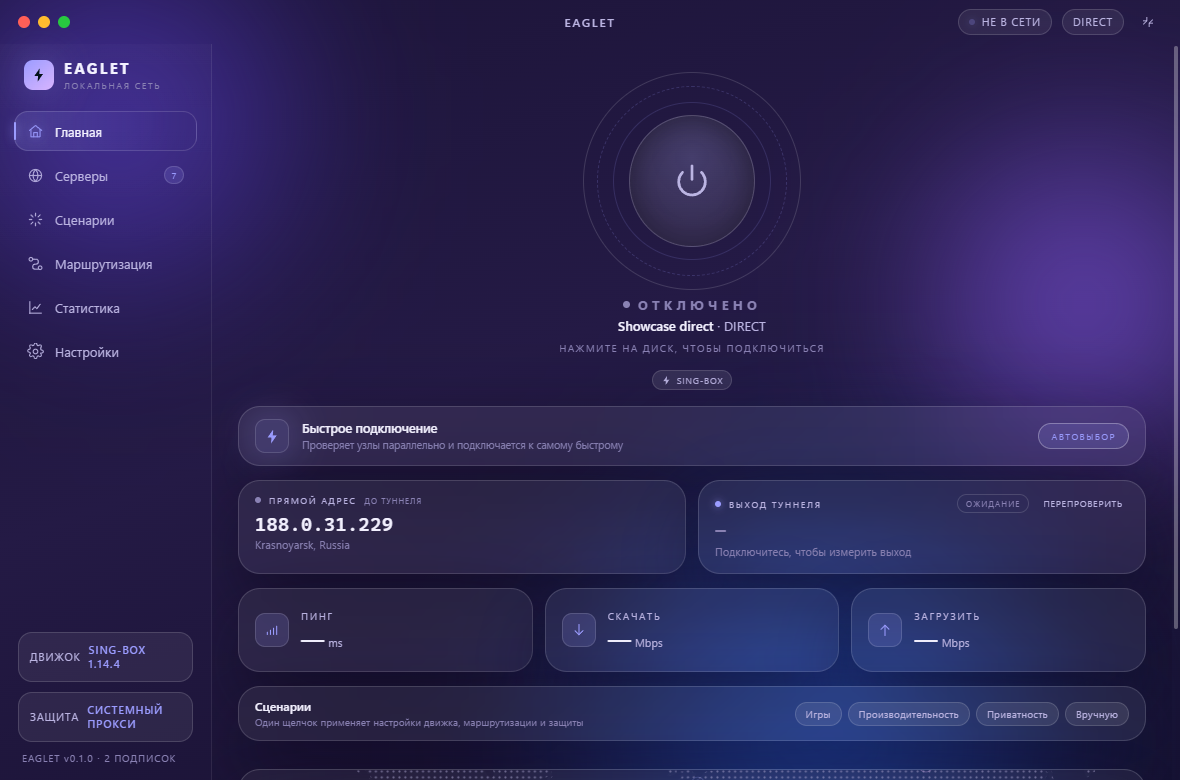 EAGLET
НЕ В СЕТИ
DIRECT
EAGLET
ЛОКАЛЬНАЯ СЕТЬ
Главная
Серверы
7
Сценарии
Маршрутизация
Статистика
Настройки
ДВИЖОК
SING-BOX
1.14.4
ЗАЩИТА
СИСТЕМНЫЙ
ПРОКСИ
EAGLET v0.1.0 · 2 ПОДПИСОК
ОТКЛЮЧЕНО
Showcase direct · DIRECT
НАЖМИТЕ НА ДИСК, ЧТОБЫ ПОДКЛЮЧИТЬСЯ
SING-BOX
Быстрое подключение
Проверяет узлы параллельно и подключается к самому быстрому
АВТОВЫБОР
ПРЯМОЙ АДРЕС ДО ТУННЕЛЯ
188.0.31.229
Krasnoyarsk, Russia
ВЫХОД ТУННЕЛЯ
ОЖИДАНИЕ
ПЕРЕПРОВЕРИТЬ
—
Подключитесь, чтобы измерить выход
ПИНГ
— ms
СКАЧАТЬ
— Mbps
ЗАГРУЗИТЬ
— Mbps
Сценарии
Один щелчок применяет настройки движка, маршрутизации и защиты
Игры
Производительность
Приватность
Вручную